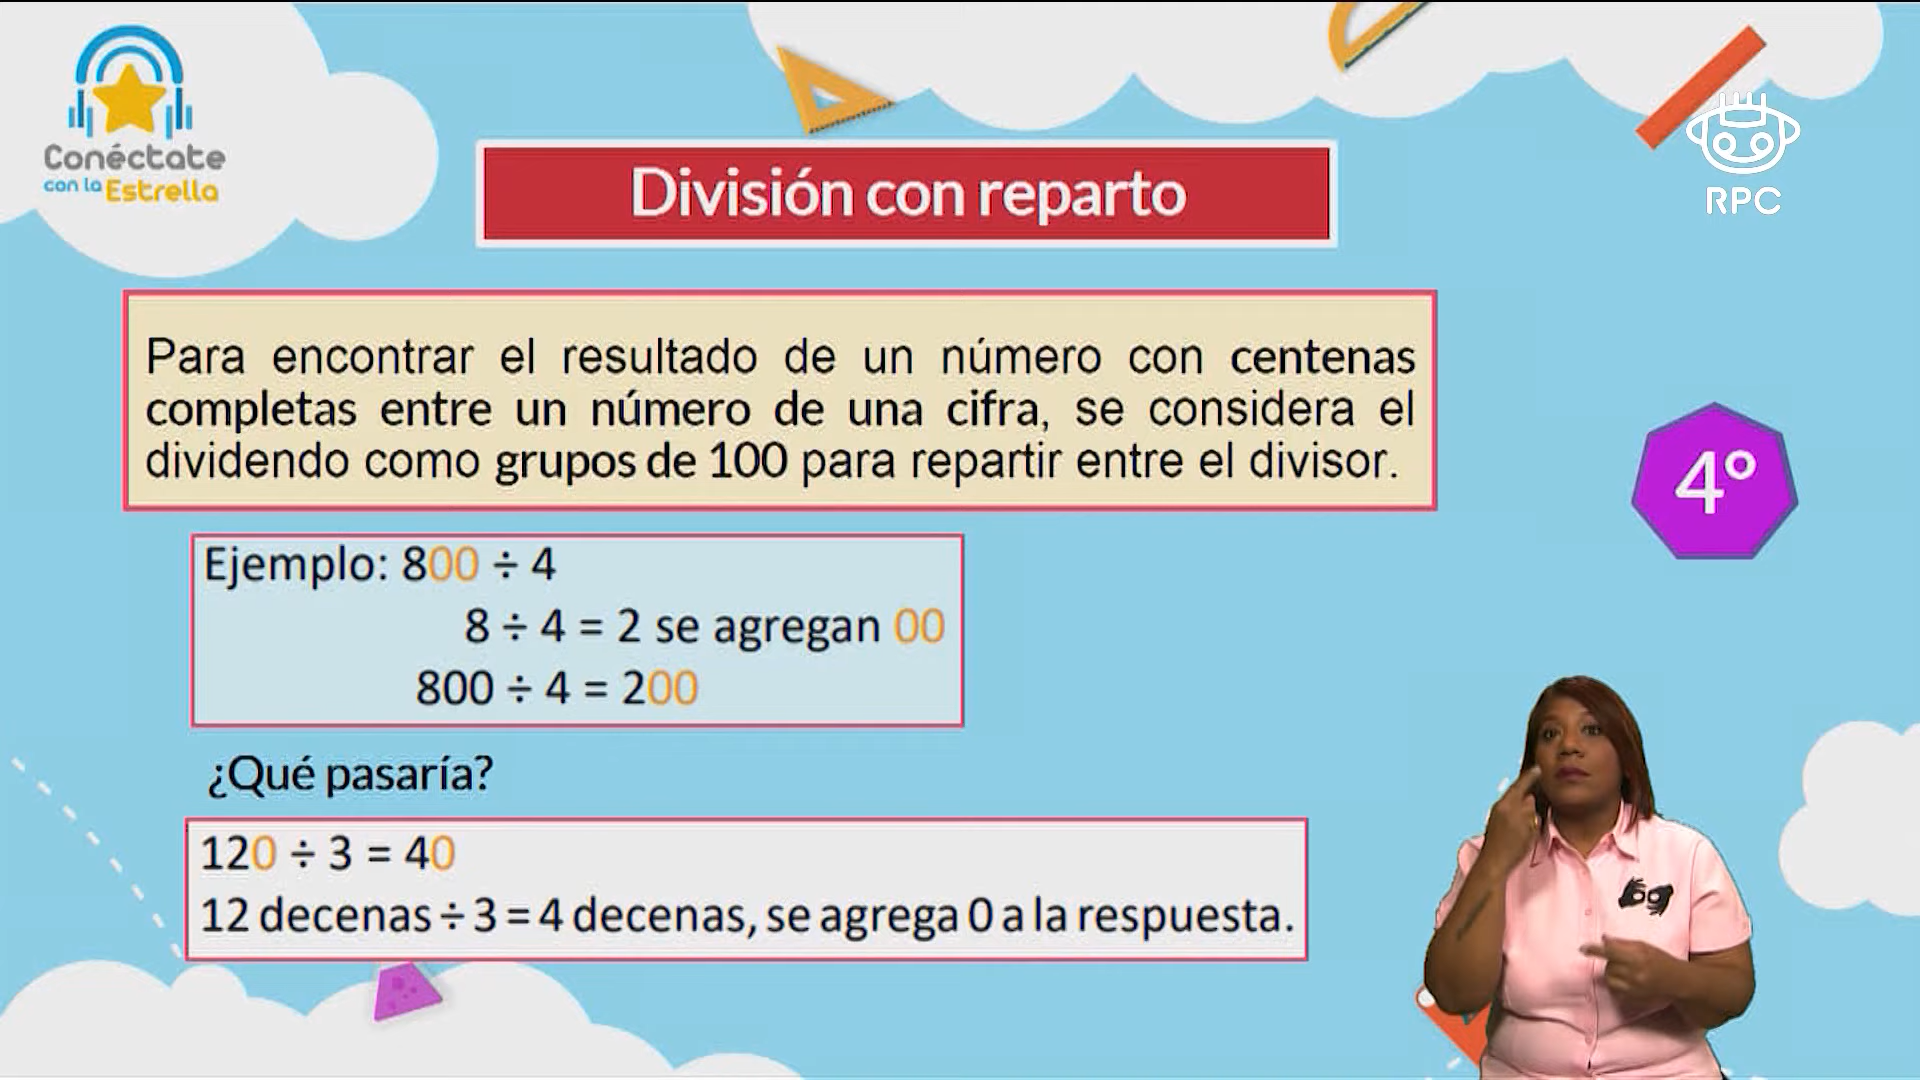 Conéctate
con la Estrella
RPC
División con reparto
Para encontrar el resultado de un número con centenas
completas entre un número de una cifra, se considera el
dividendo como grupos de 100 para repartir entre el divisor.
4º
Ejemplo: 800 ÷ 4
8 ÷ 4 = 2 se agregan 00
800 ÷ 4 = 200
¿Qué pasaría?
120 ÷ 3 = 40
12 decenas ÷ 3 = 4 decenas, se agrega 0 a la respuesta.